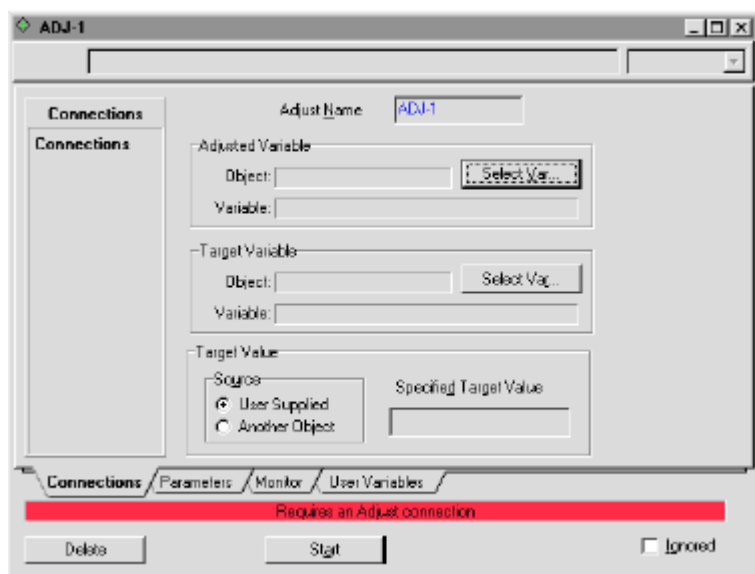 ADJ-1
Connections
Connections
Adjust Name ADJ-1
Adjusted Variable
Object: Select Var...
Variable:
Target Variable
Object: Select Var...
Variable:
Target Value
Source
User Supplied
Another Object
Specified Target Value
Connections Parameters Monitor User Variables
Requires an Adjust connection
Delete Start Ignored